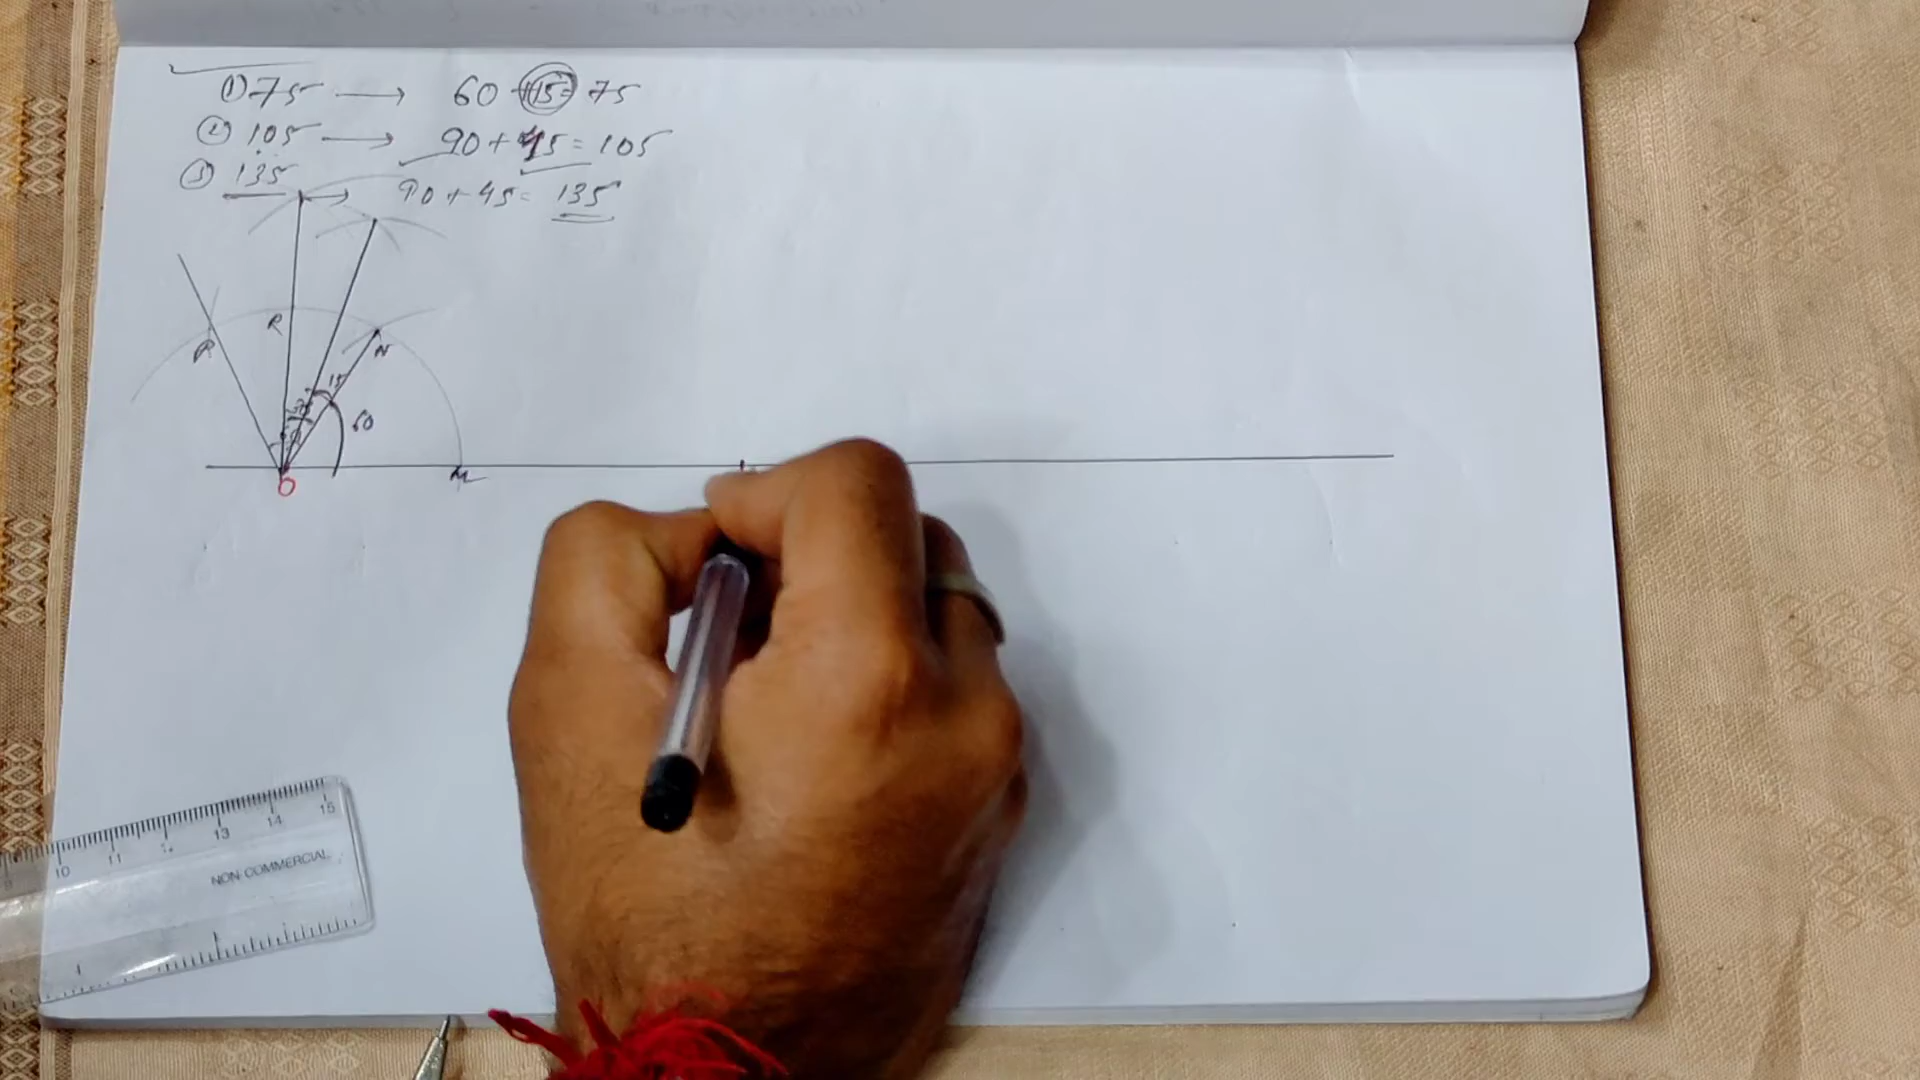 ① 75 → 60 +15= 75
② 105 → 90 + 15 = 105
③ 135 → 90 + 45 = 135
R
N
15
60
O
M
15
14
13
11
10
NON-COMMERCIAL